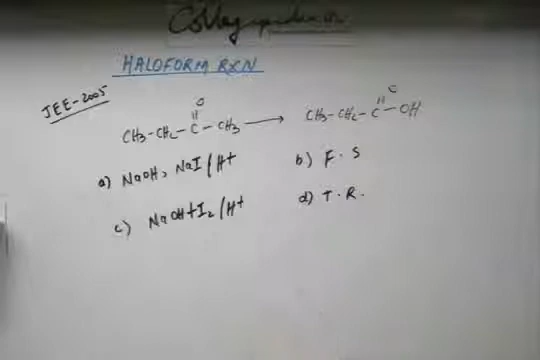 HALOFORM RXN
JEE-2005
O O
CH3-CH2-C-CH3 → CH3-CH2-C-OH
a) NaOH, NaI/H+ b) F.S
c) NaOH+I2/H+ d) T.R.